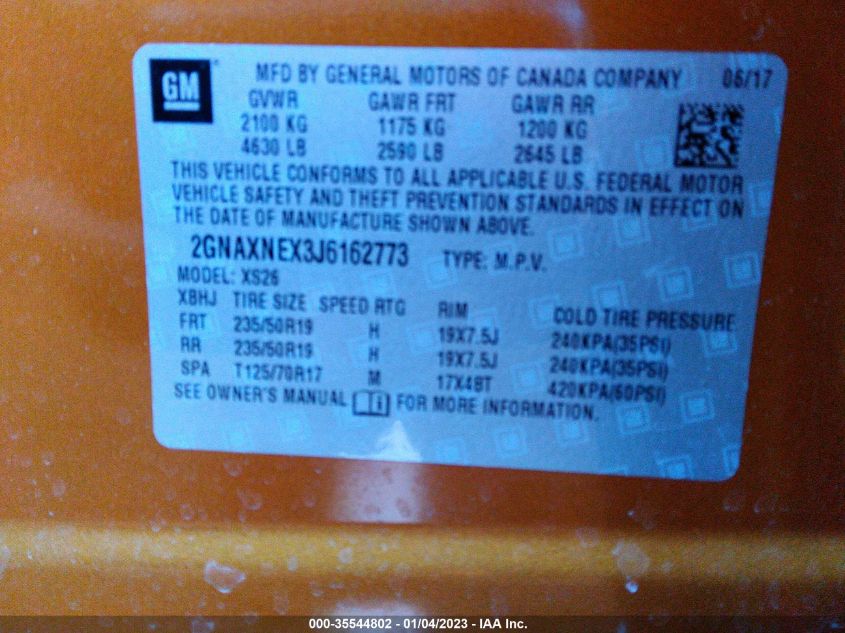 GM MFD BY GENERAL MOTORS OF CANADA COMPANY 06/17
GVWR GAWR FRT GAWR RR
2100 KG 1175 KG 1200 KG
4630 LB 2590 LB 2645 LB
THIS VEHICLE CONFORMS TO ALL APPLICABLE U.S. FEDERAL MOTOR
VEHICLE SAFETY AND THEFT PREVENTION STANDARDS IN EFFECT ON
THE DATE OF MANUFACTURE SHOWN ABOVE.
2GNAXNEX3J6162773 TYPE: M.P.V.
MODEL: XS26
XBHJ TIRE SIZE SPEED RTG RIM COLD TIRE PRESSURE
FRT 235/50R19 H 19X7.5J 240KPA(35PSI)
RR 235/50R19 H 19X7.5J 240KPA(35PSI)
SPA T125/70R17 M 17X4BT 420KPA(60PSI)
SEE OWNER'S MANUAL FOR MORE INFORMATION.
000-35544802 - 01/04/2023 - IAA Inc.